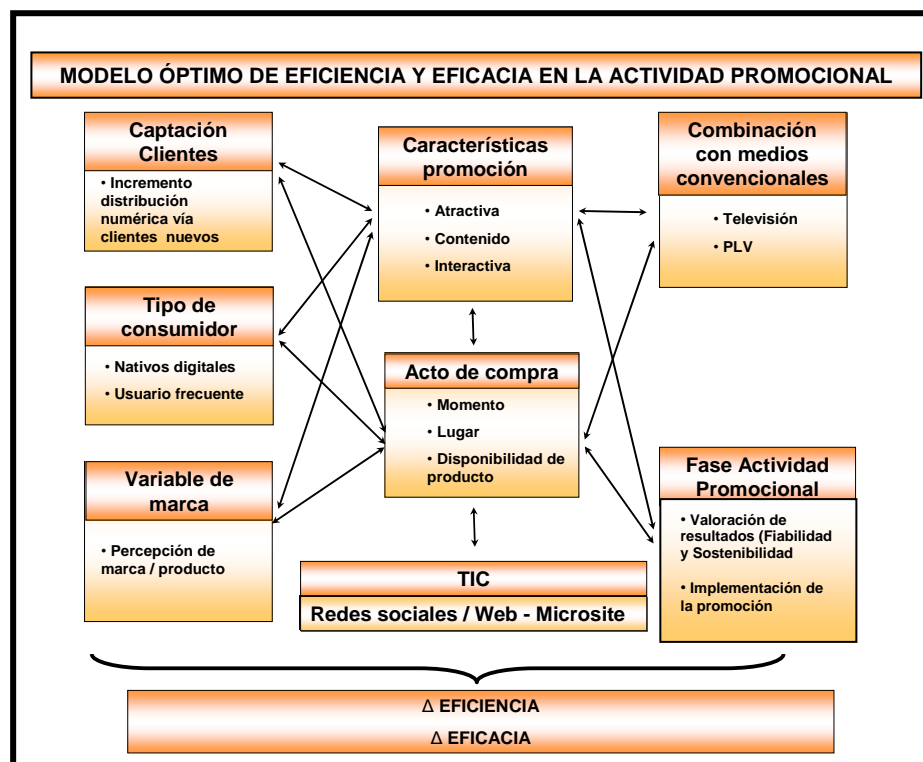 MODELO ÓPTIMO DE EFICIENCIA Y EFICACIA EN LA ACTIVIDAD PROMOCIONAL
Captación
Clientes
• Incremento
distribución
numérica vía
clientes nuevos
Características
promoción
• Atractiva
• Contenido
• Interactiva
Combinación
con medios
convencionales
• Televisión
• PLV
Tipo de
consumidor
• Nativos digitales
• Usuario frecuente
Acto de compra
• Momento
• Lugar
• Disponibilidad de
producto
Variable de
marca
• Percepción de
marca / producto
Fase Actividad
Promocional
• Valoración de
resultados (Fiabilidad
y Sostenibilidad
• Implementación de
la promoción
TIC
Redes sociales / Web - Microsite
Δ EFICIENCIA
Δ EFICACIA